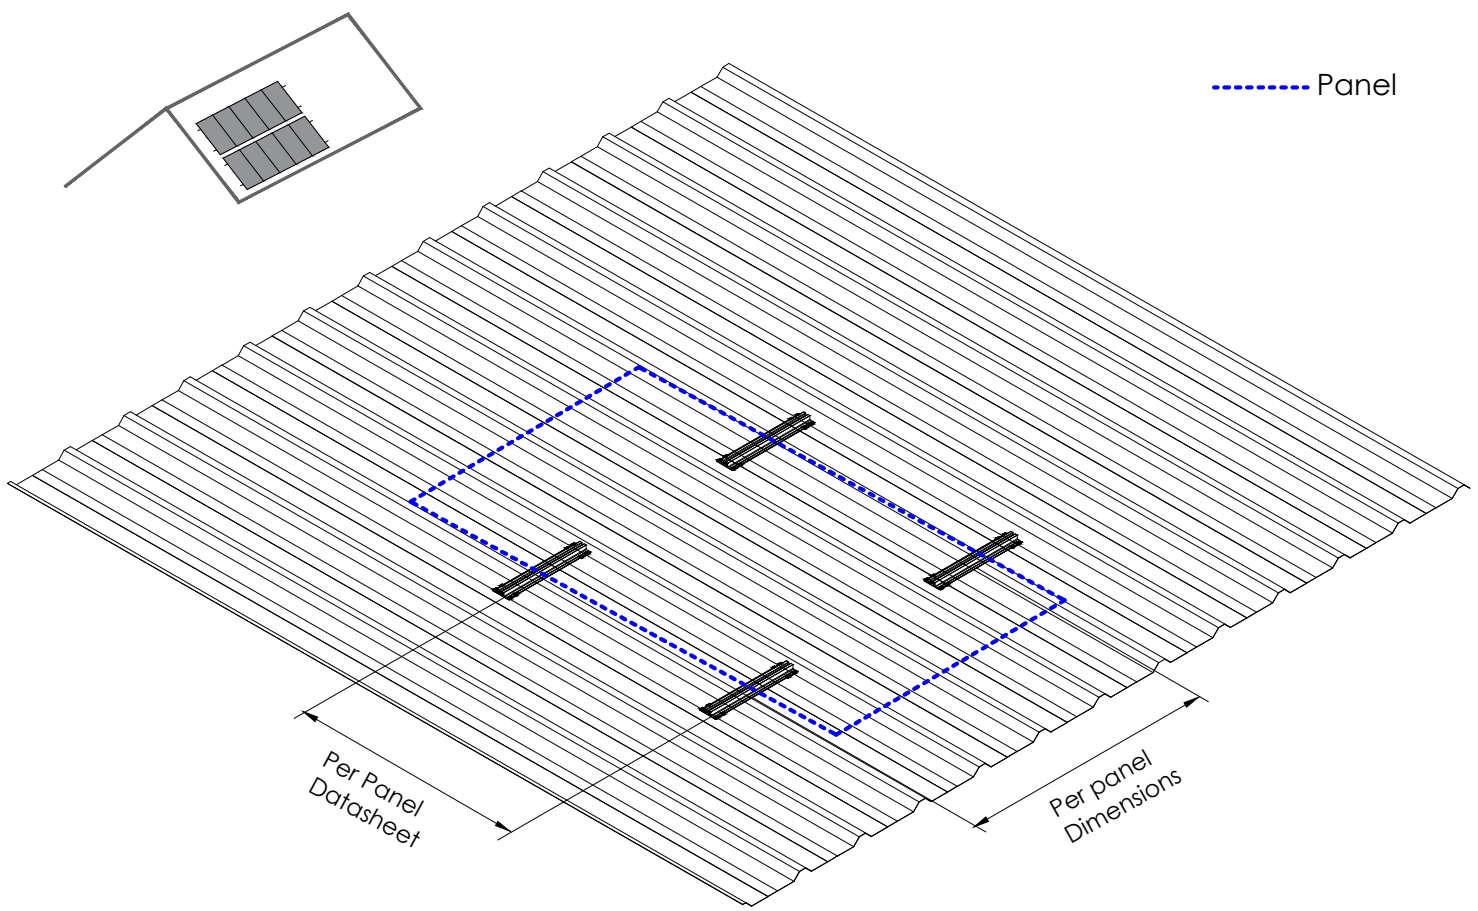 Panel
Per Panel
Datasheet
Per panel
Dimensions